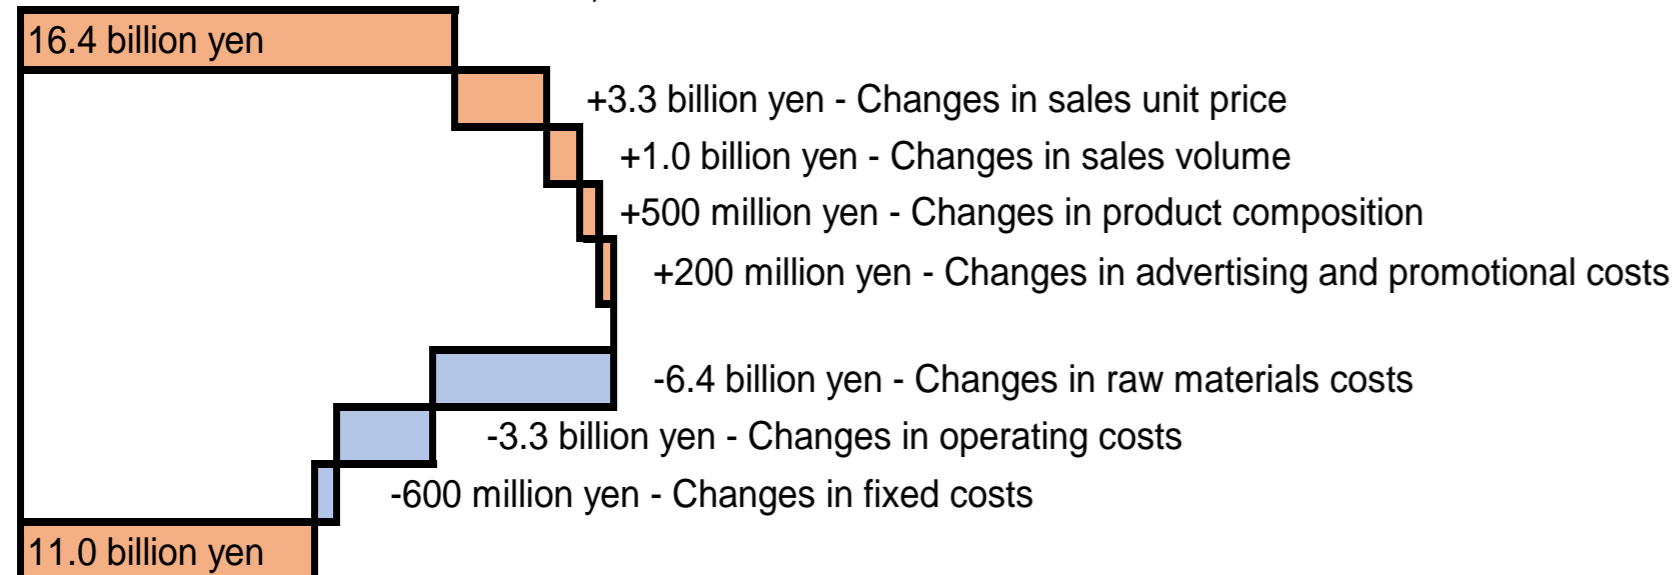 16.4 billion yen
+3.3 billion yen - Changes in sales unit price
+1.0 billion yen - Changes in sales volume
+500 million yen - Changes in product composition
+200 million yen - Changes in advertising and promotional costs
-6.4 billion yen - Changes in raw materials costs
-3.3 billion yen - Changes in operating costs
-600 million yen - Changes in fixed costs
11.0 billion yen